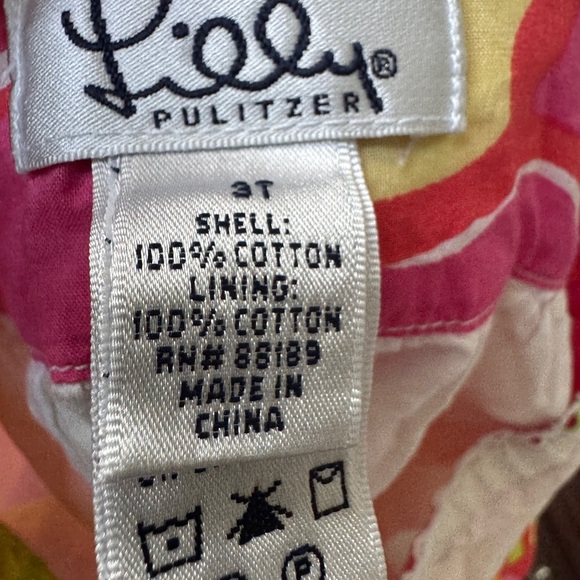 Lilly®
PULITZER
3T
SHELL:
100% COTTON
LINING:
100% COTTON
RN# 88189
MADE IN
CHINA
P